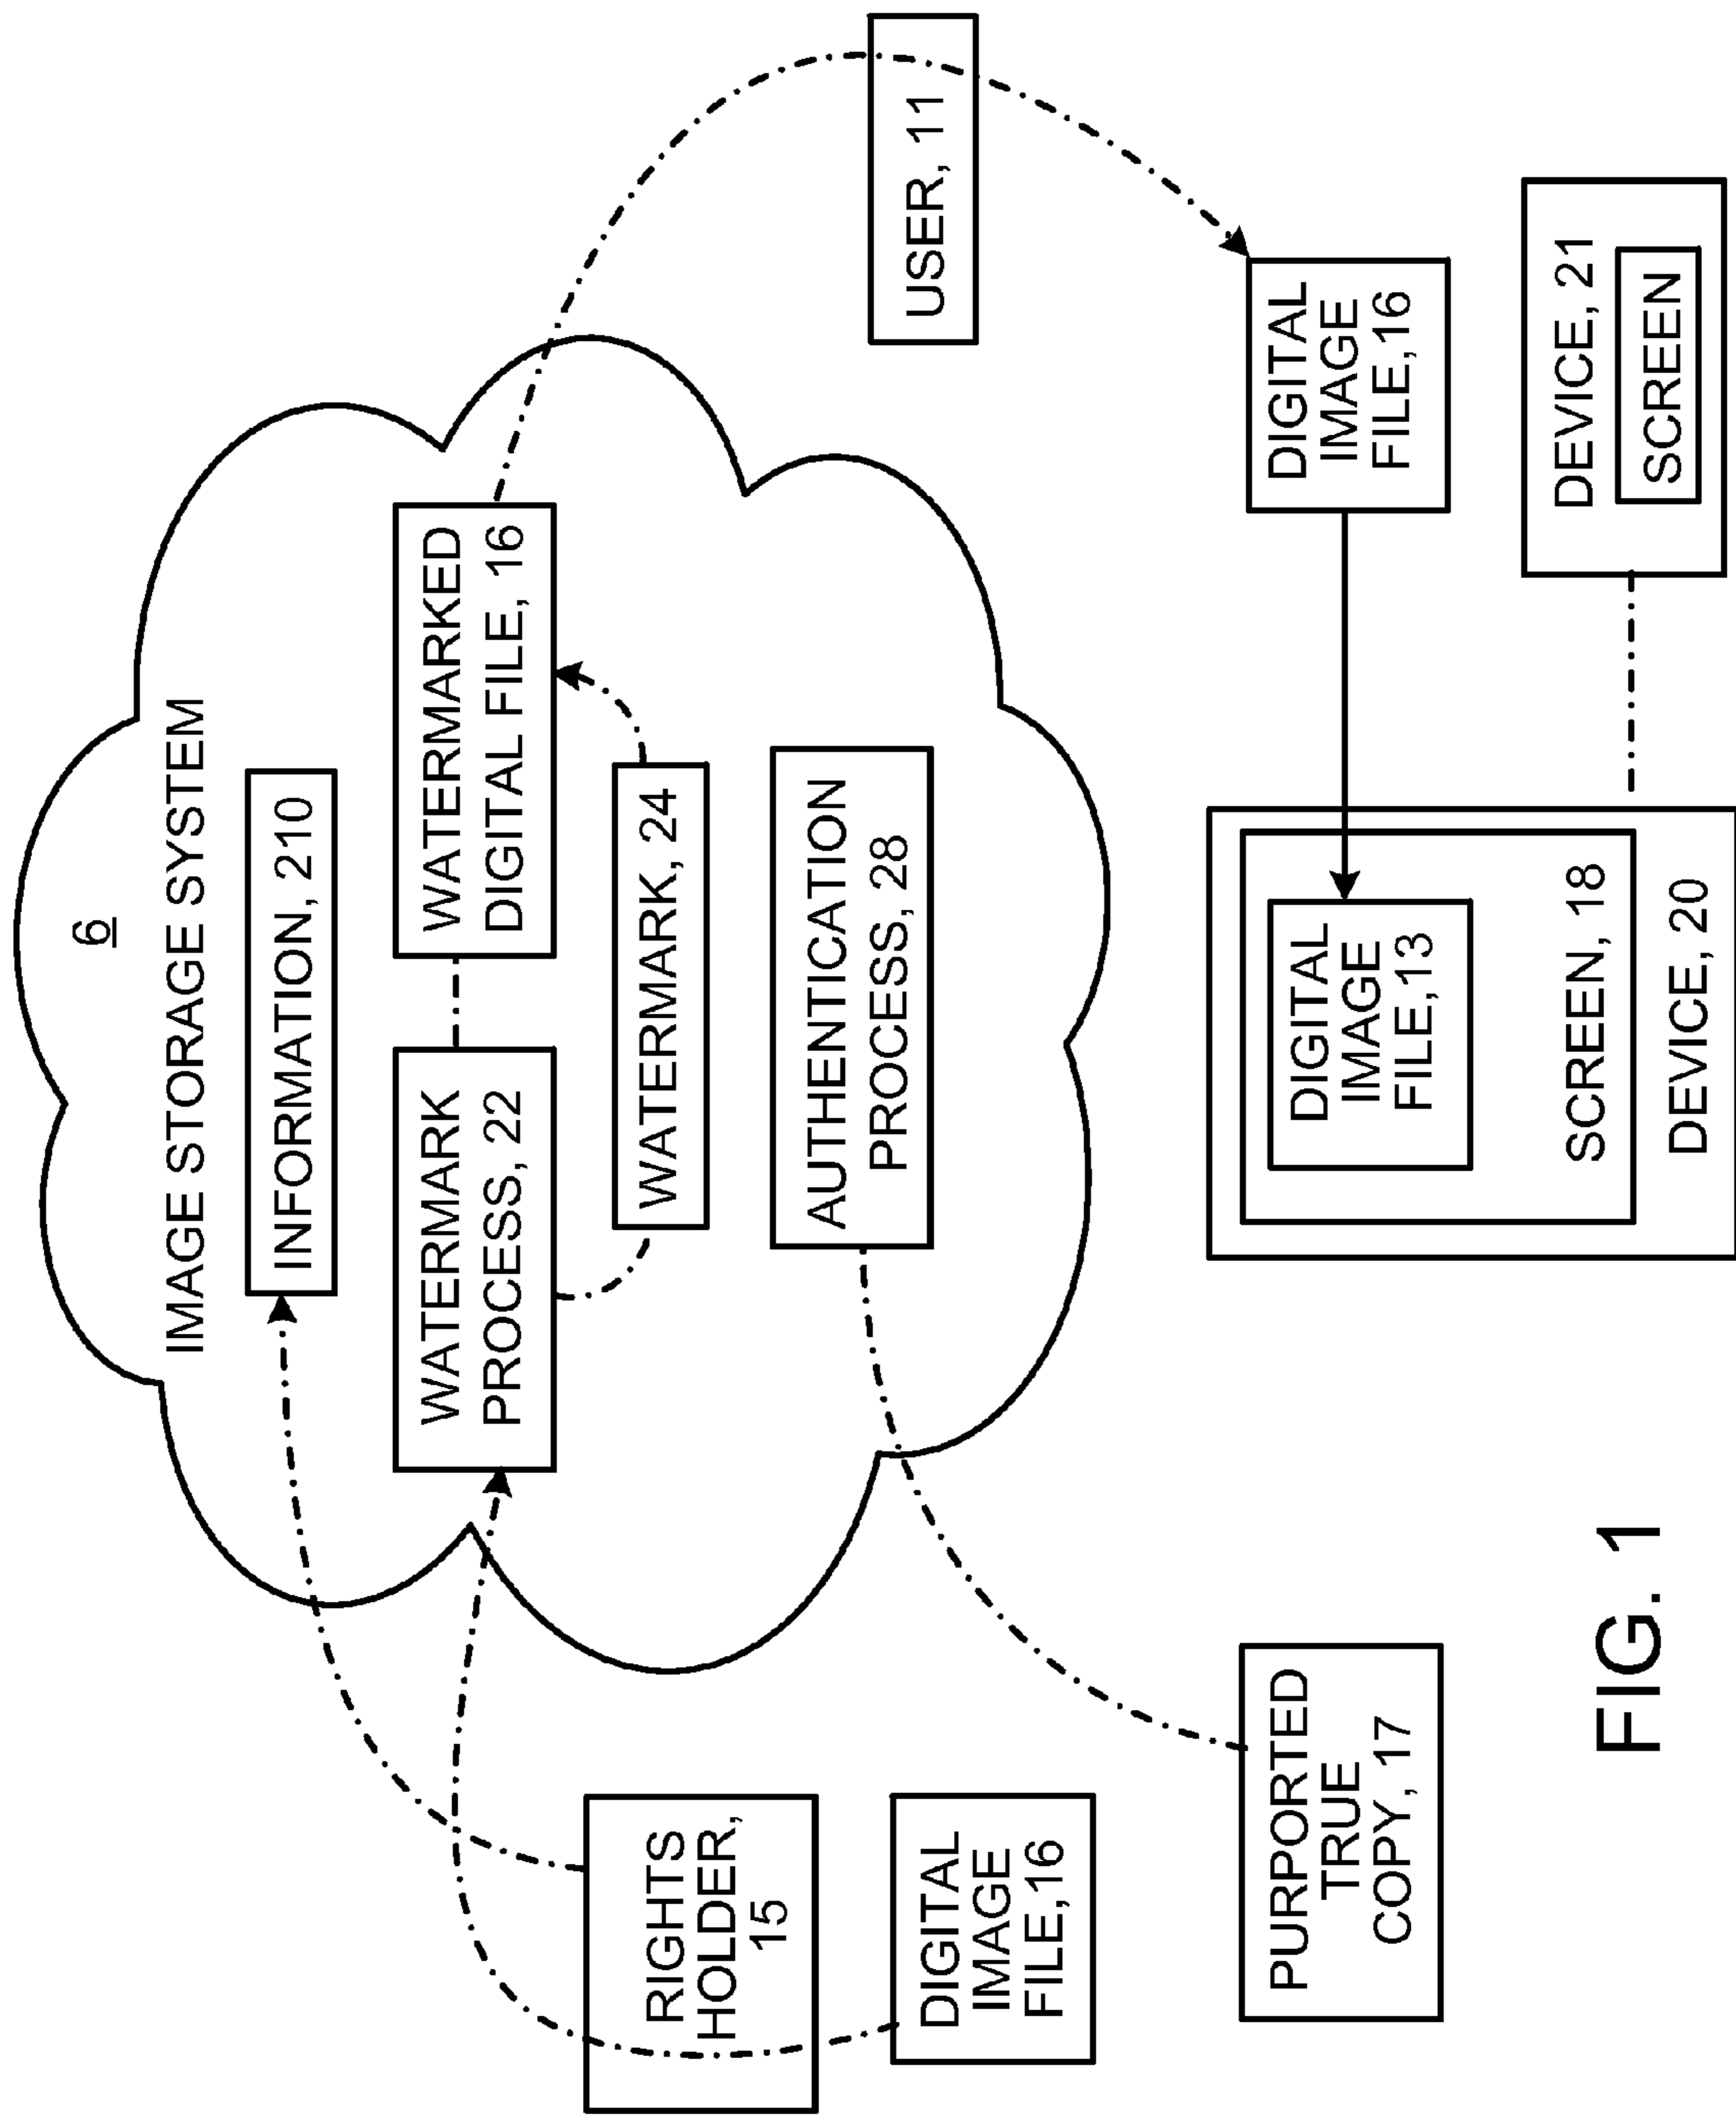 6
IMAGE STORAGE SYSTEM
INFORMATION, 210
WATERMARK
PROCESS, 22
WATERMARKED
DIGITAL FILE, 16
WATERMARK, 24
AUTHENTICATION
PROCESS, 28
RIGHTS
HOLDER,
15
DIGITAL
IMAGE
FILE,16
USER, 11
PURPORTED
TRUE
COPY, 17
DIGITAL
IMAGE
FILE,13
SCREEN, 18
DEVICE, 20
DIGITAL
IMAGE
FILE,16
DEVICE, 21
SCREEN
FIG. 1